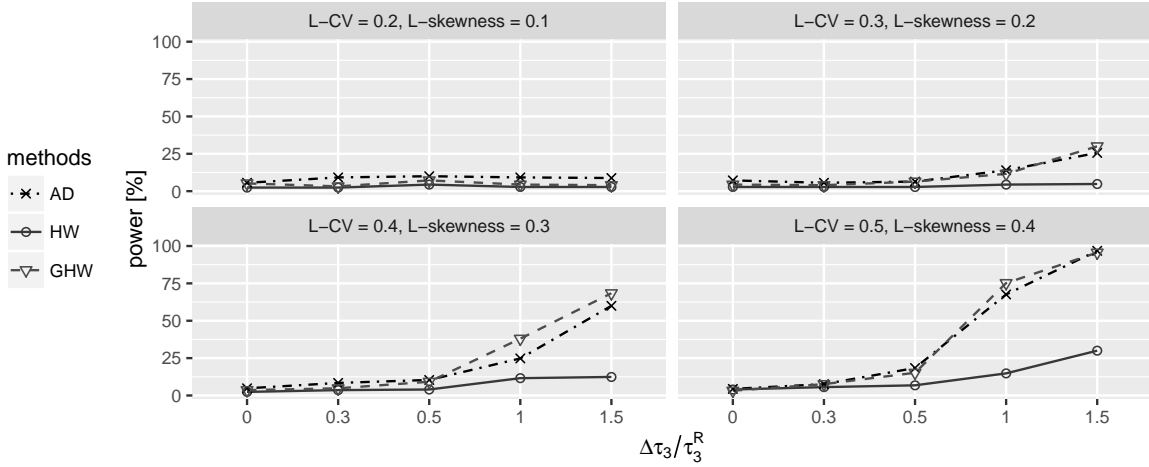 L−CV = 0.2, L−skewness = 0.1
L−CV = 0.3, L−skewness = 0.2
100
75
50
25
0
L−CV = 0.4, L−skewness = 0.3
L−CV = 0.5, L−skewness = 0.4
100
75
50
25
0
0 0.3 0.5 1 1.5
0 0.3 0.5 1 1.5
Δτ₃/τ₃ᴿ
power [%]
methods
AD
HW
GHW